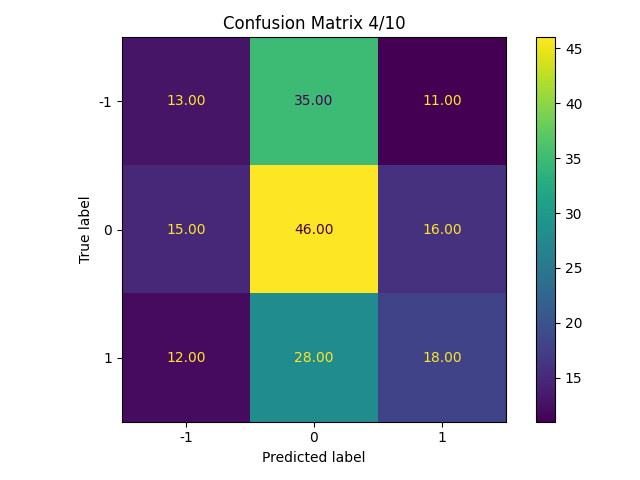 Confusion Matrix 4/10
True label
-1
13.00 35.00 11.00
0
15.00 46.00 16.00
1
12.00 28.00 18.00
-1 0 1
Predicted label
45
40
35
30
25
20
15